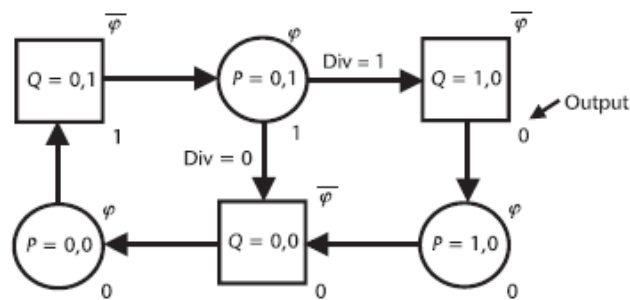 φ̅
φ
φ̅
Q = 0,1
P = 0,1
Div = 1
Q = 1,0
Output
1
1
0
Div = 0
φ
φ̅
φ
P = 0,0
Q = 0,0
P = 1,0
0
0
0